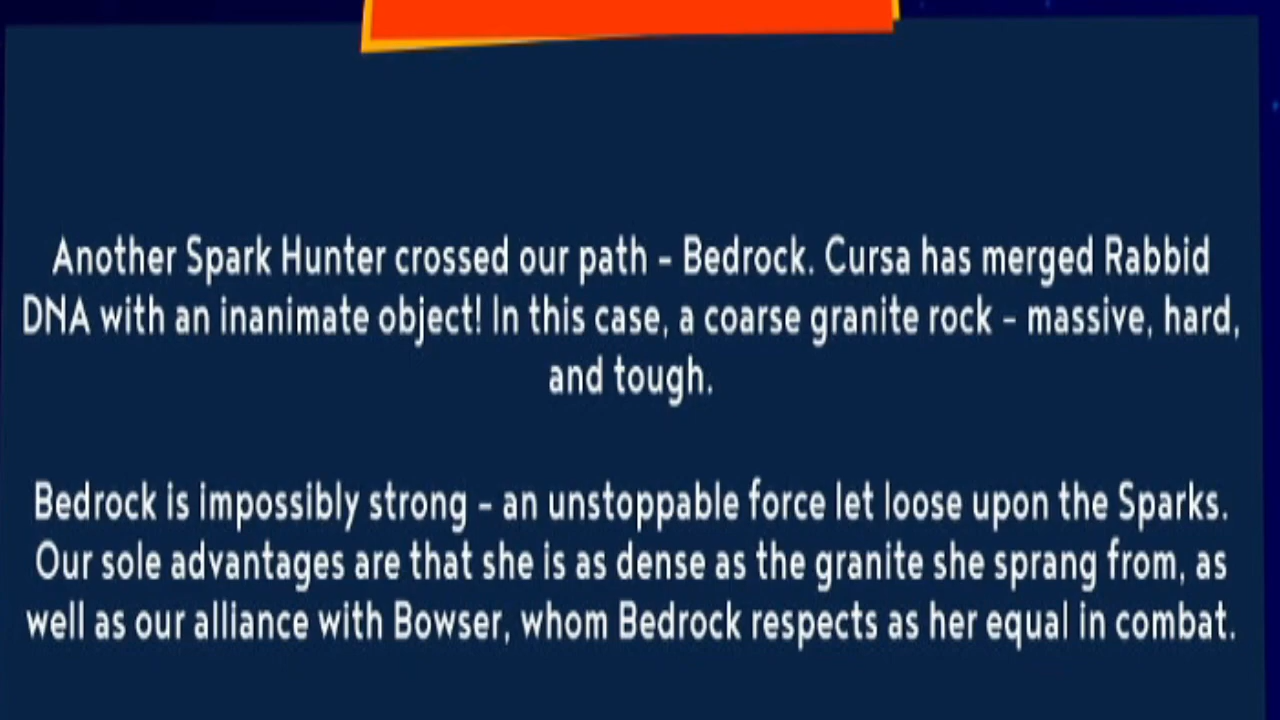 Another Spark Hunter crossed our path - Bedrock. Cursa has merged Rabbid
DNA with an inanimate object! In this case, a coarse granite rock - massive, hard,
and tough.
Bedrock is impossibly strong - an unstoppable force let loose upon the Sparks.
Our sole advantages are that she is as dense as the granite she sprang from, as
well as our alliance with Bowser, whom Bedrock respects as her equal in combat.